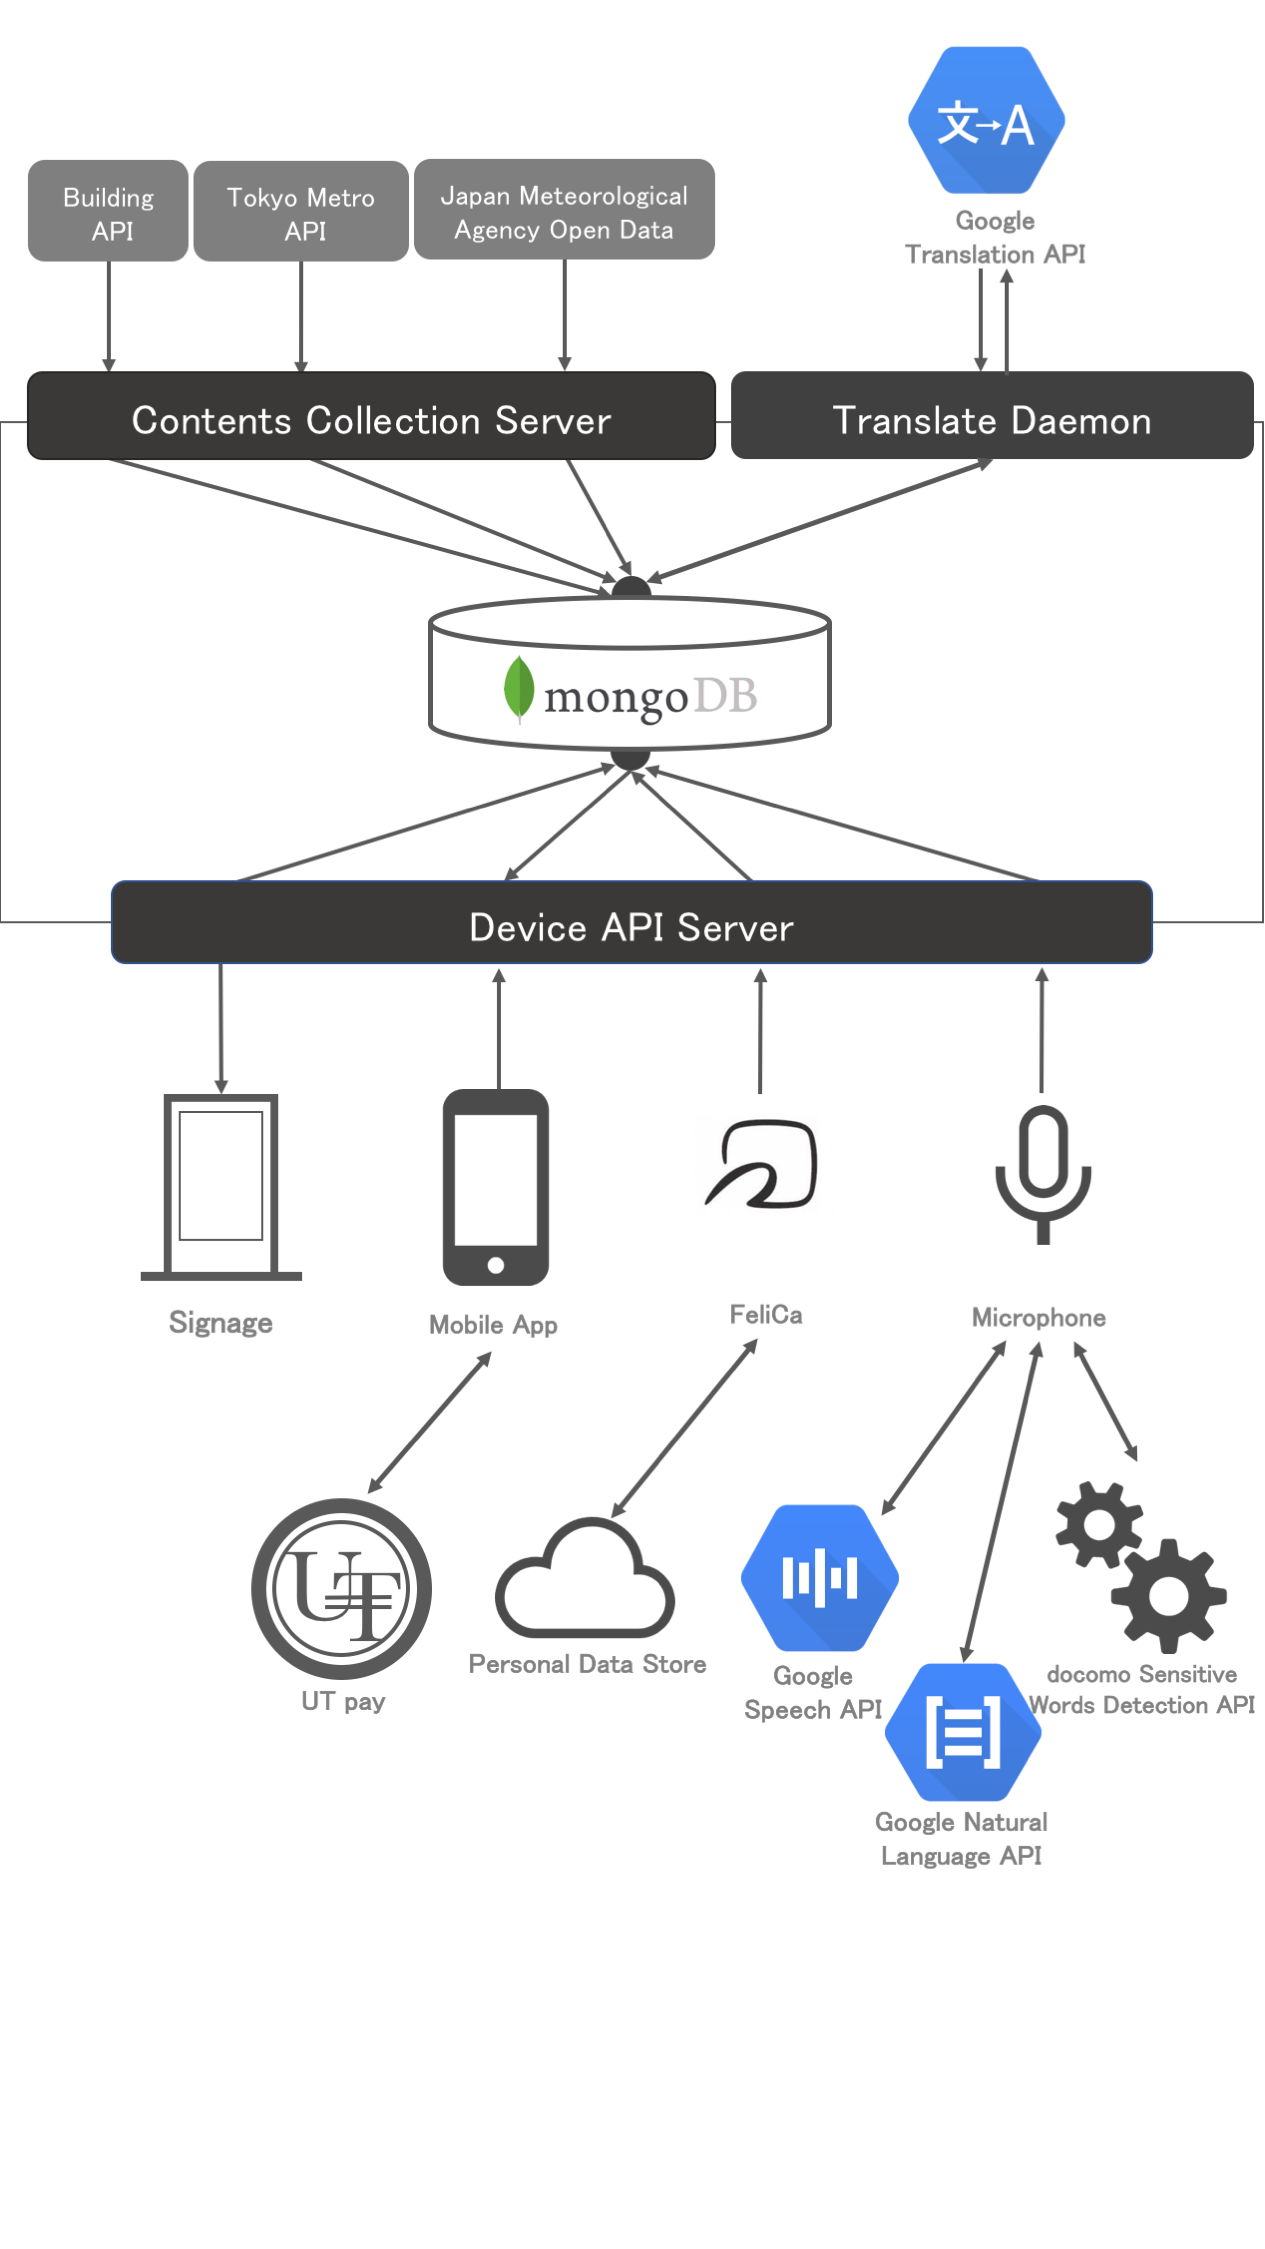 文→A
Google
Translation API
Building
API
Tokyo Metro
API
Japan Meteorological
Agency Open Data
Contents Collection Server
Translate Daemon
mongoDB
Device API Server
Signage
Mobile App
FeliCa
Microphone
UT
UT pay
Personal Data Store
Google
Speech API
docomo Sensitive
Words Detection API
Google Natural
Language API